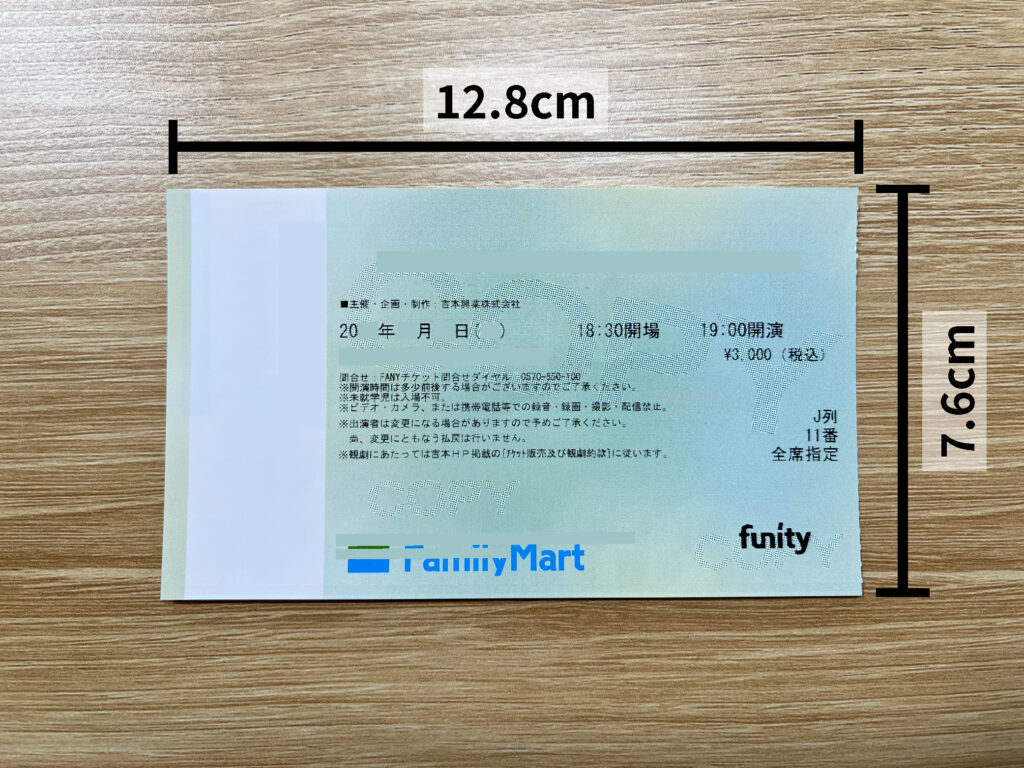 12.8cm
7.6cm
■主催・企画・制作:吉本興業株式会社
20 年 月 日( ) 18:30開場 19:00開演
¥3,000(税込)
問合せ:FANYチケット問合せダイヤル:0570-550-100
※開演時間は多少前後する場合がございますのでご了承ください。
※未就学児は入場不可。
※ビデオ・カメラ、または携帯電話等での録音・録画・撮影・配信禁止。
※出演者は変更になる場合がありますので予めご了承ください。
尚、変更にともなう払戻は行いません。
※観劇にあたっては吉本HP掲載の[チケット販売及び観劇約款]に従います。
J列
11番
全席指定
COPY
COPY
COPY
FamilyMart
funity